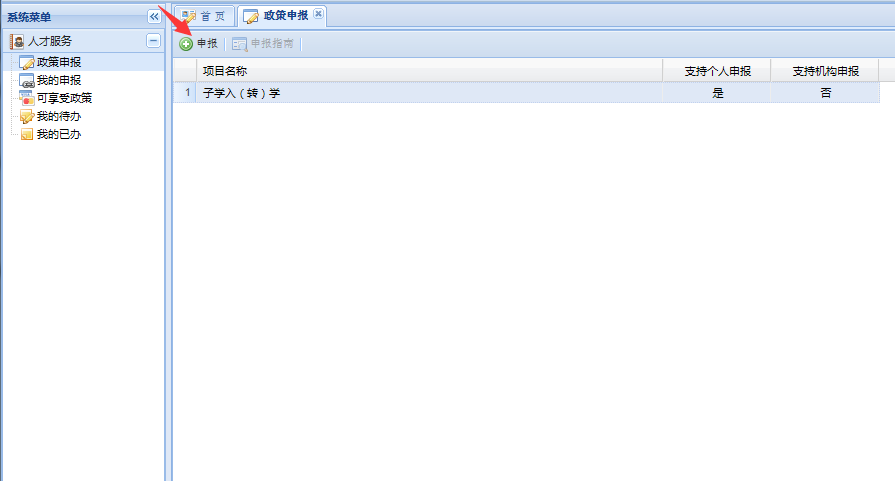 系统菜单
人才服务
政策申报
我的申报
可享受政策
我的待办
我的已办
首 页
政策申报
申报
申报指南
项目名称
支持个人申报
支持机构申报
1
子学入（转）学
是
否